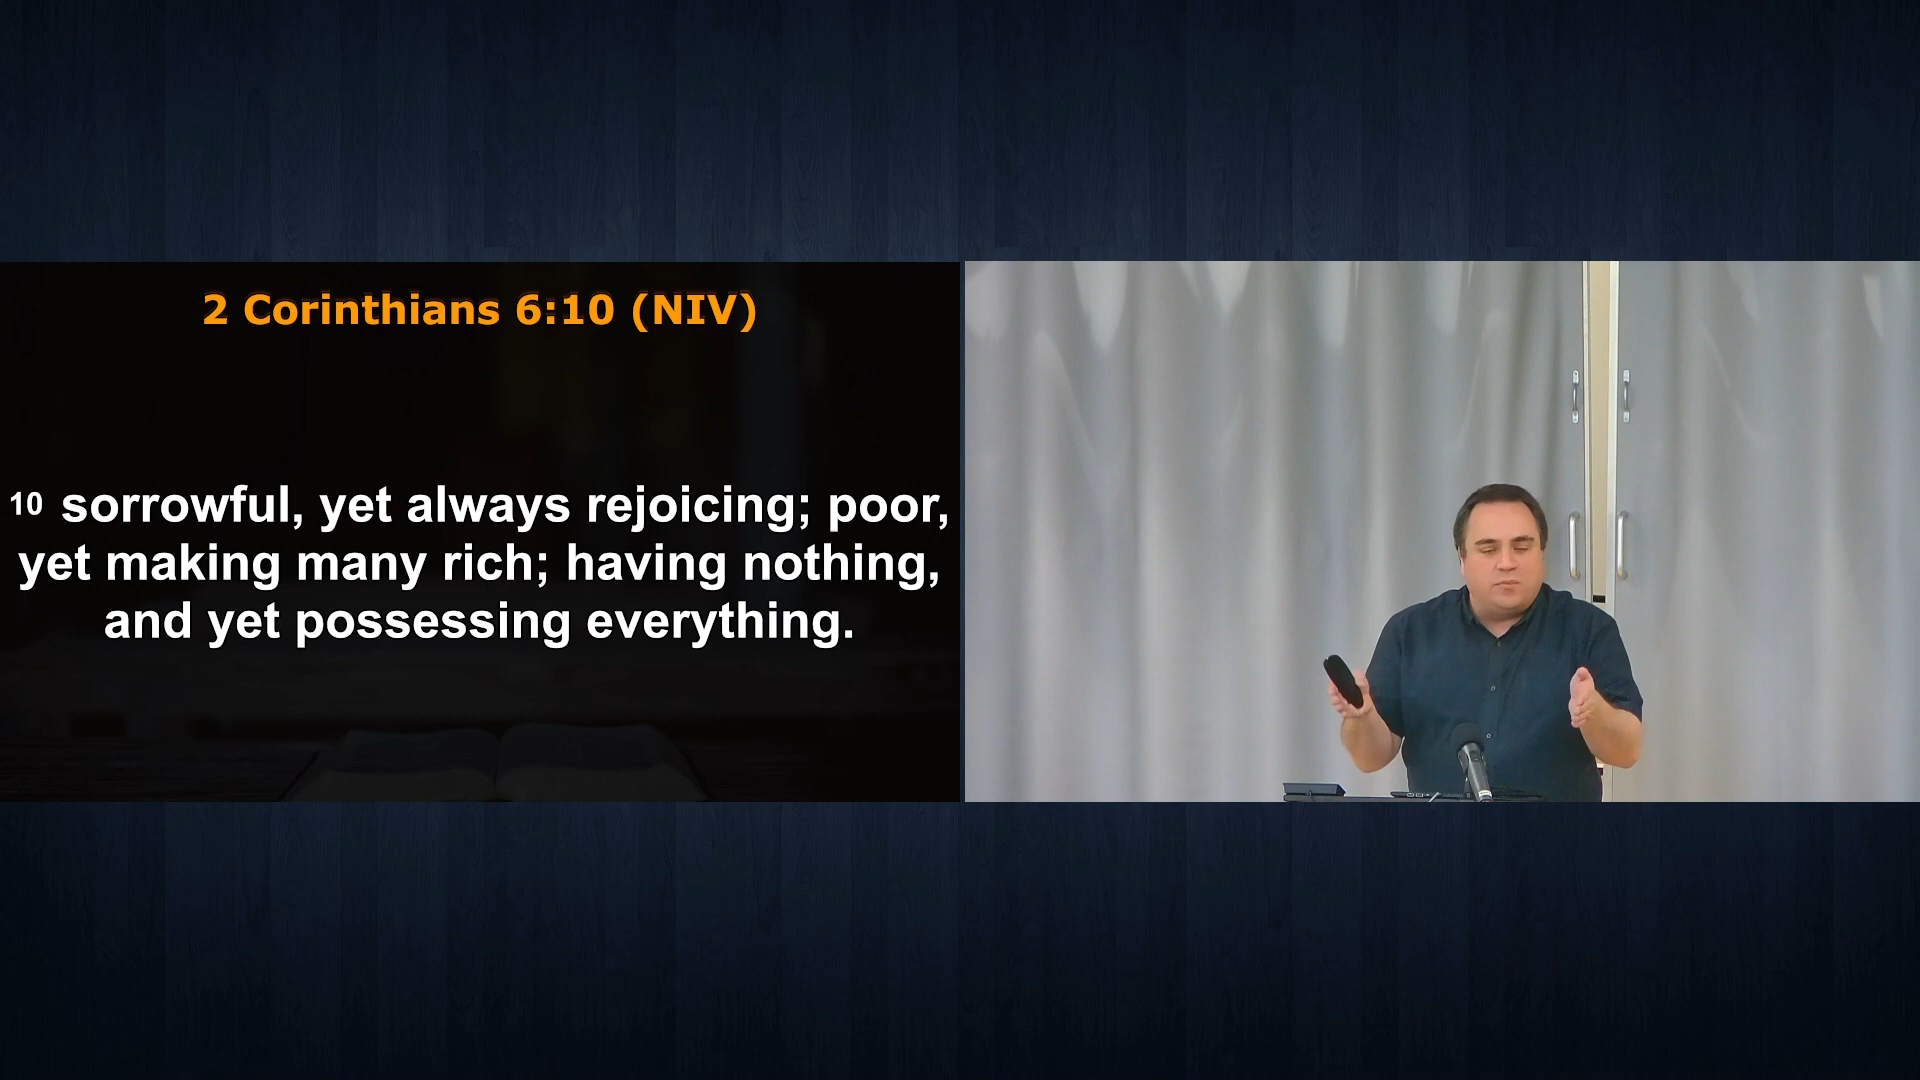 2 Corinthians 6:10 (NIV)
10 sorrowful, yet always rejoicing; poor,
yet making many rich; having nothing,
and yet possessing everything.